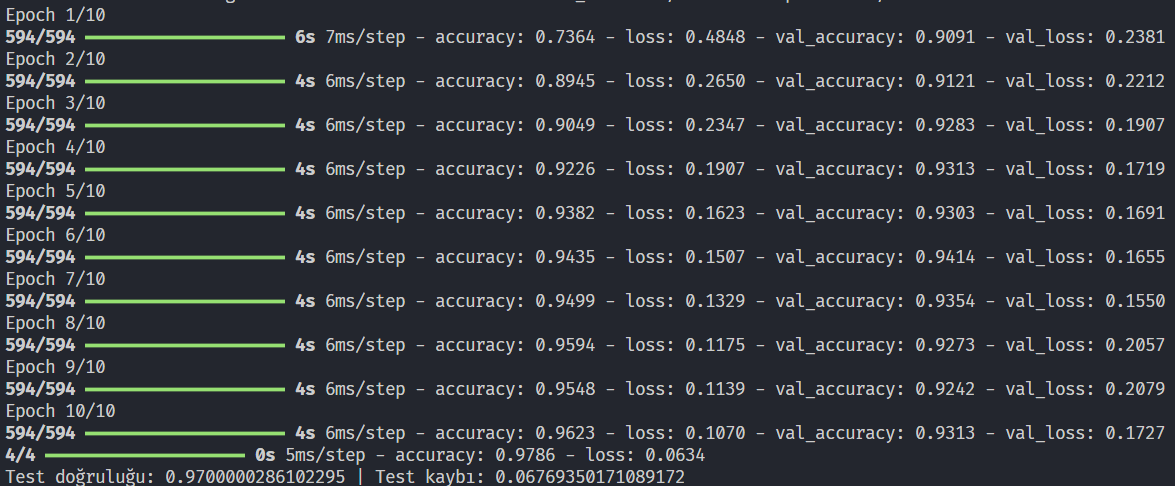 Epoch 1/10
594/594 ━━━━━━━━━━━━━━━━━━━━ 6s 7ms/step - accuracy: 0.7364 - loss: 0.4848 - val_accuracy: 0.9091 - val_loss: 0.2381
Epoch 2/10
594/594 ━━━━━━━━━━━━━━━━━━━━ 4s 6ms/step - accuracy: 0.8945 - loss: 0.2650 - val_accuracy: 0.9121 - val_loss: 0.2212
Epoch 3/10
594/594 ━━━━━━━━━━━━━━━━━━━━ 4s 6ms/step - accuracy: 0.9049 - loss: 0.2347 - val_accuracy: 0.9283 - val_loss: 0.1907
Epoch 4/10
594/594 ━━━━━━━━━━━━━━━━━━━━ 4s 6ms/step - accuracy: 0.9226 - loss: 0.1907 - val_accuracy: 0.9313 - val_loss: 0.1719
Epoch 5/10
594/594 ━━━━━━━━━━━━━━━━━━━━ 4s 6ms/step - accuracy: 0.9382 - loss: 0.1623 - val_accuracy: 0.9303 - val_loss: 0.1691
Epoch 6/10
594/594 ━━━━━━━━━━━━━━━━━━━━ 4s 6ms/step - accuracy: 0.9435 - loss: 0.1507 - val_accuracy: 0.9414 - val_loss: 0.1655
Epoch 7/10
594/594 ━━━━━━━━━━━━━━━━━━━━ 4s 6ms/step - accuracy: 0.9499 - loss: 0.1329 - val_accuracy: 0.9354 - val_loss: 0.1550
Epoch 8/10
594/594 ━━━━━━━━━━━━━━━━━━━━ 4s 6ms/step - accuracy: 0.9594 - loss: 0.1175 - val_accuracy: 0.9273 - val_loss: 0.2057
Epoch 9/10
594/594 ━━━━━━━━━━━━━━━━━━━━ 4s 6ms/step - accuracy: 0.9548 - loss: 0.1139 - val_accuracy: 0.9242 - val_loss: 0.2079
Epoch 10/10
594/594 ━━━━━━━━━━━━━━━━━━━━ 4s 6ms/step - accuracy: 0.9623 - loss: 0.1070 - val_accuracy: 0.9313 - val_loss: 0.1727
4/4 ━━━━━━━━━━━━━━━━━━━━ 0s 5ms/step - accuracy: 0.9786 - loss: 0.0634
Test doğruluğu: 0.9700000286102295 | Test kaybı: 0.06769350171089172